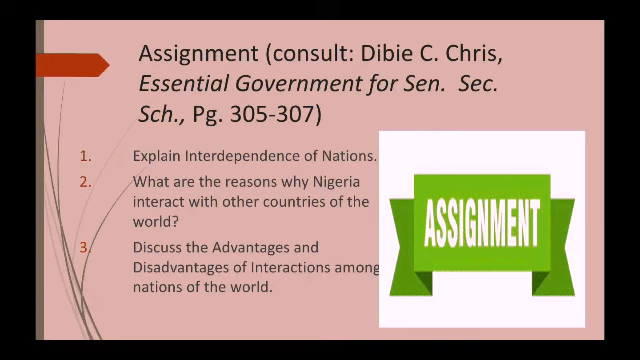 Assignment (consult: Dibie C. Chris,
Essential Government for Sen. Sec.
Sch., Pg. 305-307)
1. Explain Interdependence of Nations.
2. What are the reasons why Nigeria
interact with other countries of the
world?
3. Discuss the Advantages and
Disadvantages of Interactions among
nations of the world.
ASSIGNMENT